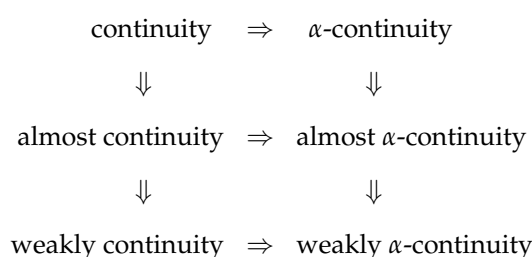 continuity ⇒ α-continuity
⇓ ⇓
almost continuity ⇒ almost α-continuity
⇓ ⇓
weakly continuity ⇒ weakly α-continuity